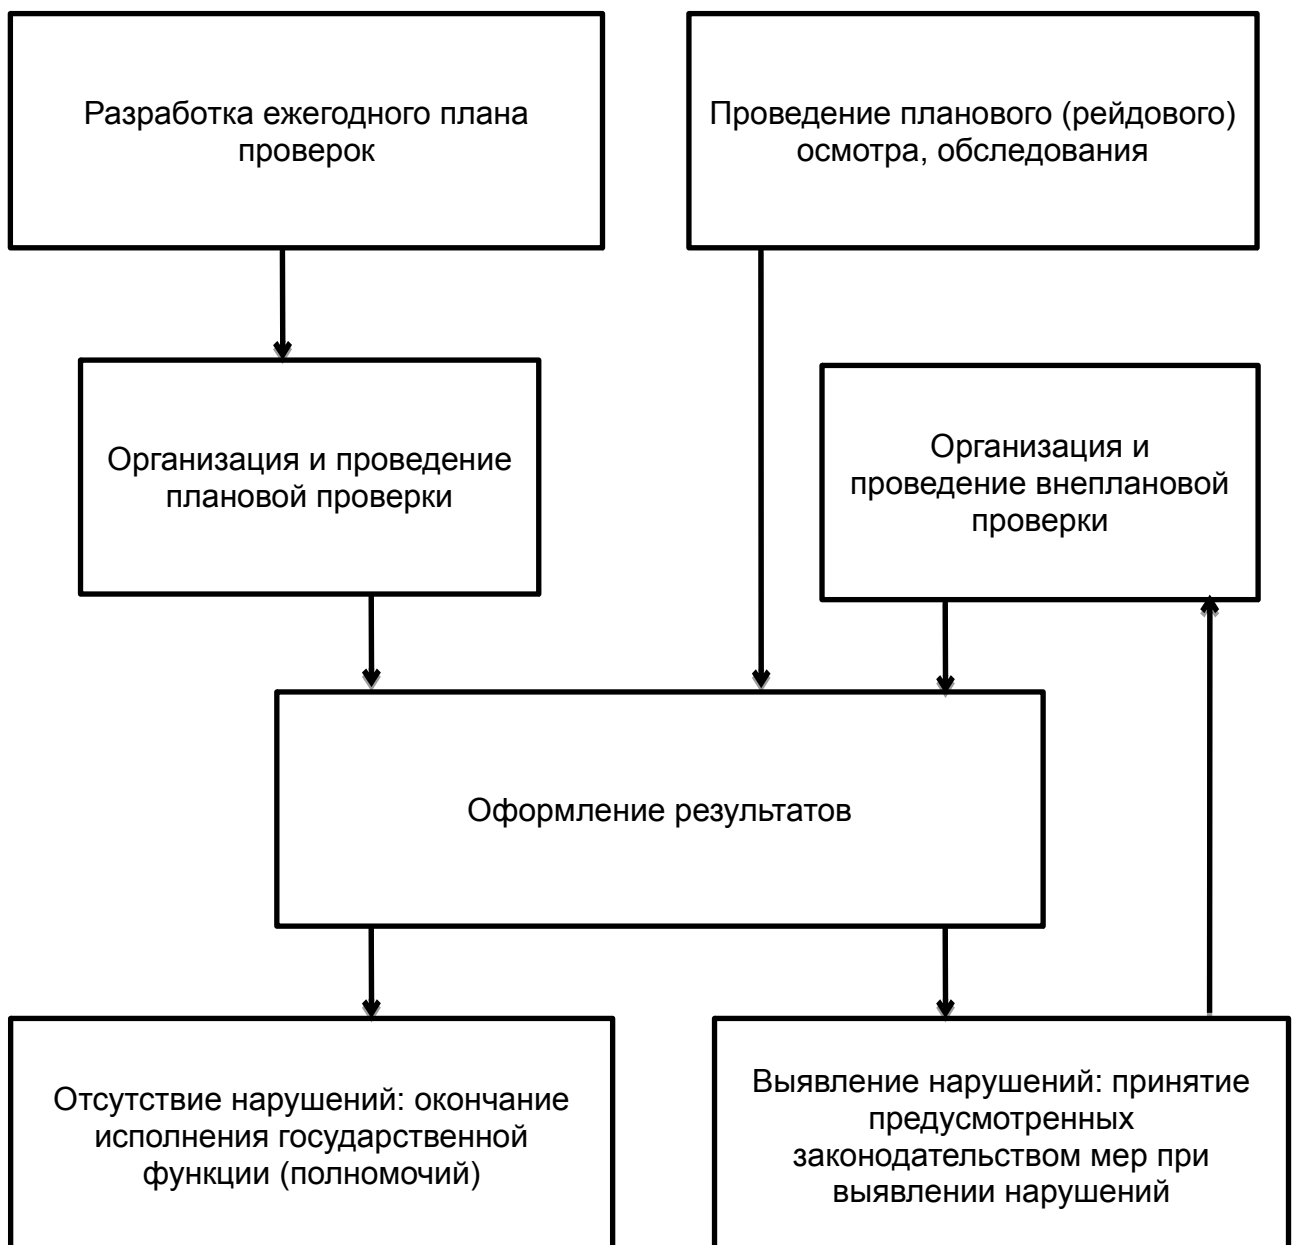 Разработка ежегодного плана
проверок
Проведение планового (рейдового)
осмотра, обследования
Организация и проведение
плановой проверки
Организация и
проведение внеплановой
проверки
Оформление результатов
Отсутствие нарушений: окончание
исполнения государственной
функции (полномочий)
Выявление нарушений: принятие
предусмотренных
законодательством мер при
выявлении нарушений